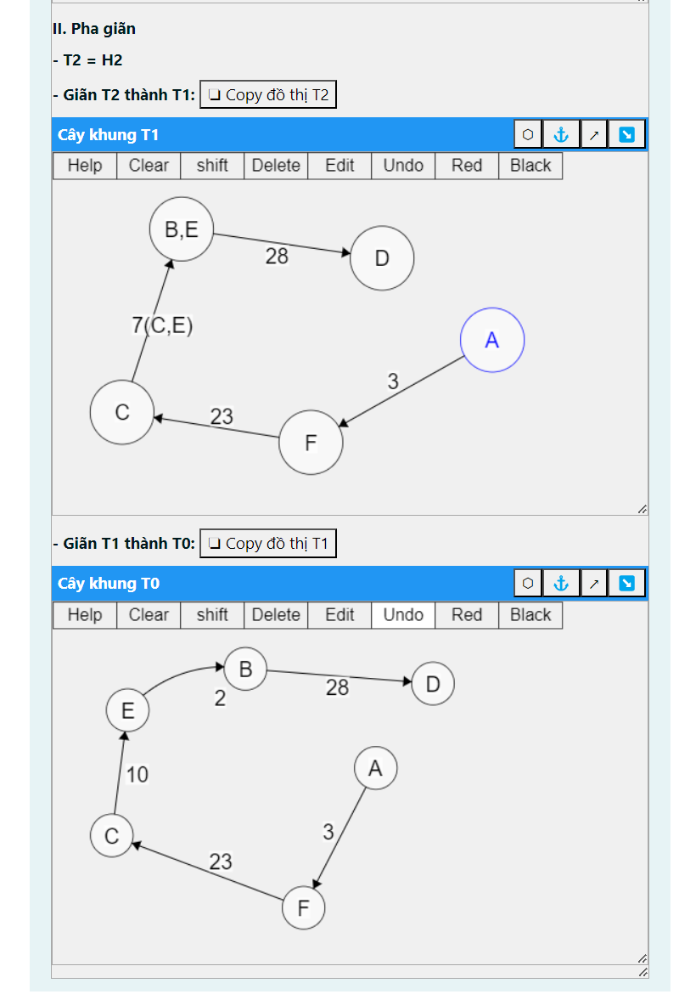 II. Pha giãn
- T2 = H2
- Giãn T2 thành T1: ❏ Copy đồ thị T2
Cây khung T1
Help Clear shift Delete Edit Undo Red Black
B,E
28
D
7(C,E)
A
3
C
23
F
- Giãn T1 thành T0: ❏ Copy đồ thị T1
Cây khung T0
Help Clear shift Delete Edit Undo Red Black
B
28
D
2
E
10
A
3
C
23
F